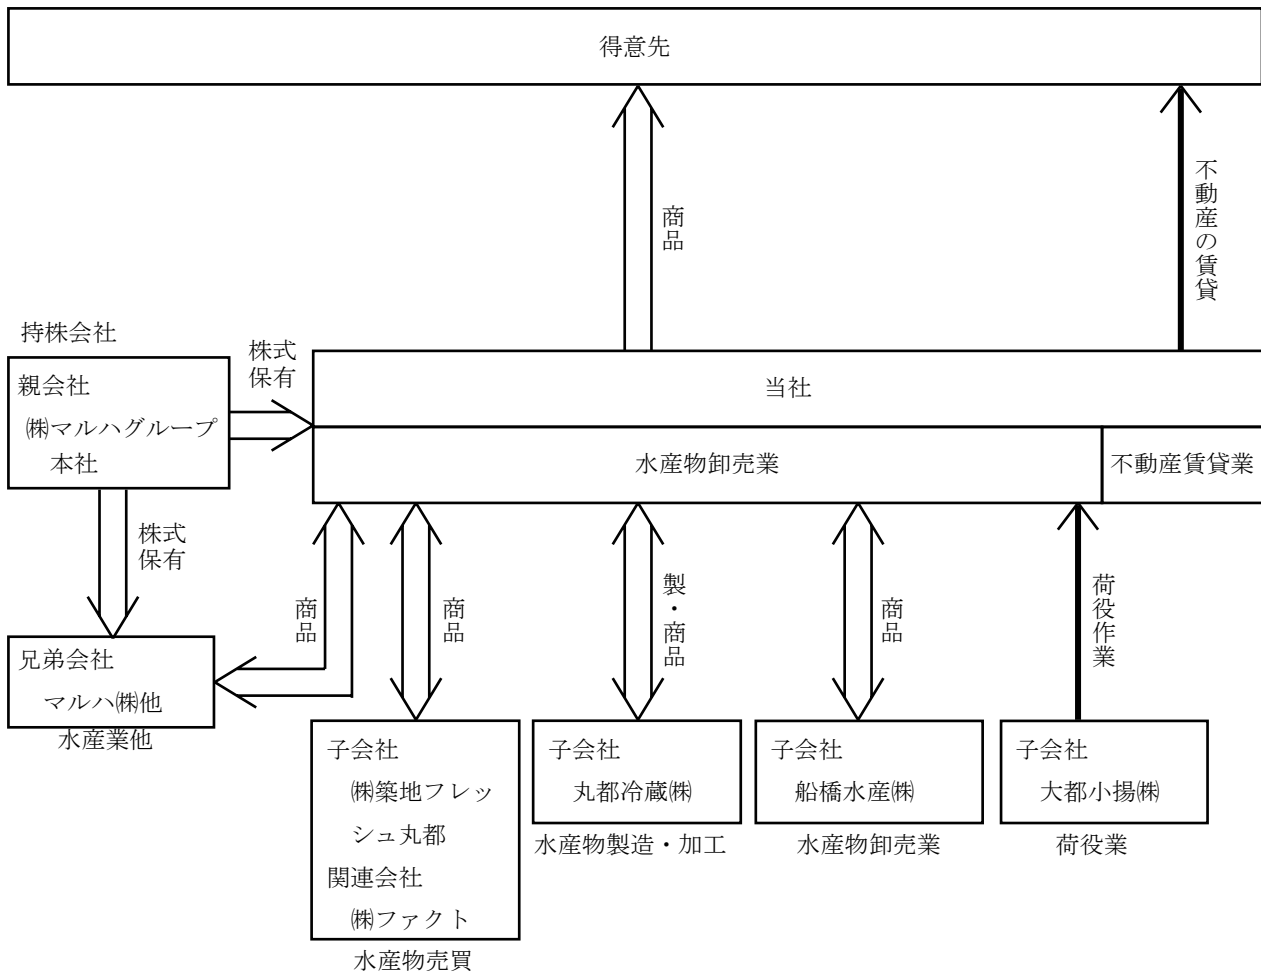 得意先
商品
不動産の賃貸
持株会社
親会社
㈱マルハグループ
本社
株式
保有
当社
水産物卸売業
不動産賃貸業
株式
保有
商品
商品
製・商品
商品
荷役作業
兄弟会社
マルハ㈱他
水産業他
子会社
㈱築地フレッ
シュ丸都
関連会社
㈱ファクト
水産物売買
子会社
丸都冷蔵㈱
水産物製造・加工
子会社
船橋水産㈱
水産物卸売業
子会社
大都小揚㈱
荷役業